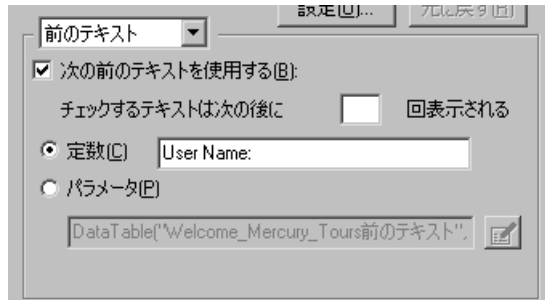 設定(U)... 元に戻す(R)
前のテキスト
次の前のテキストを使用する(B):
チェックするテキストは次の後に 回表示される
定数(C) User Name:
パラメータ(P)
DataTable("Welcome_Mercury_Tours前のテキスト",